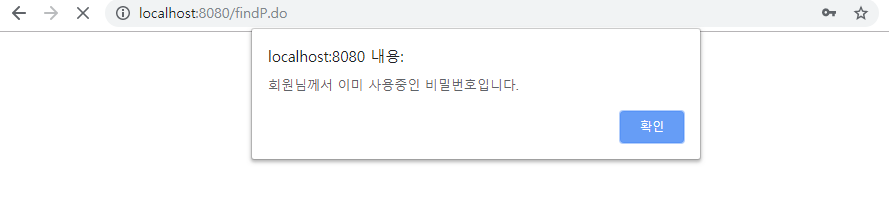 localhost:8080/findP.do
localhost:8080 내용:
회원님께서 이미 사용중인 비밀번호입니다.
확인